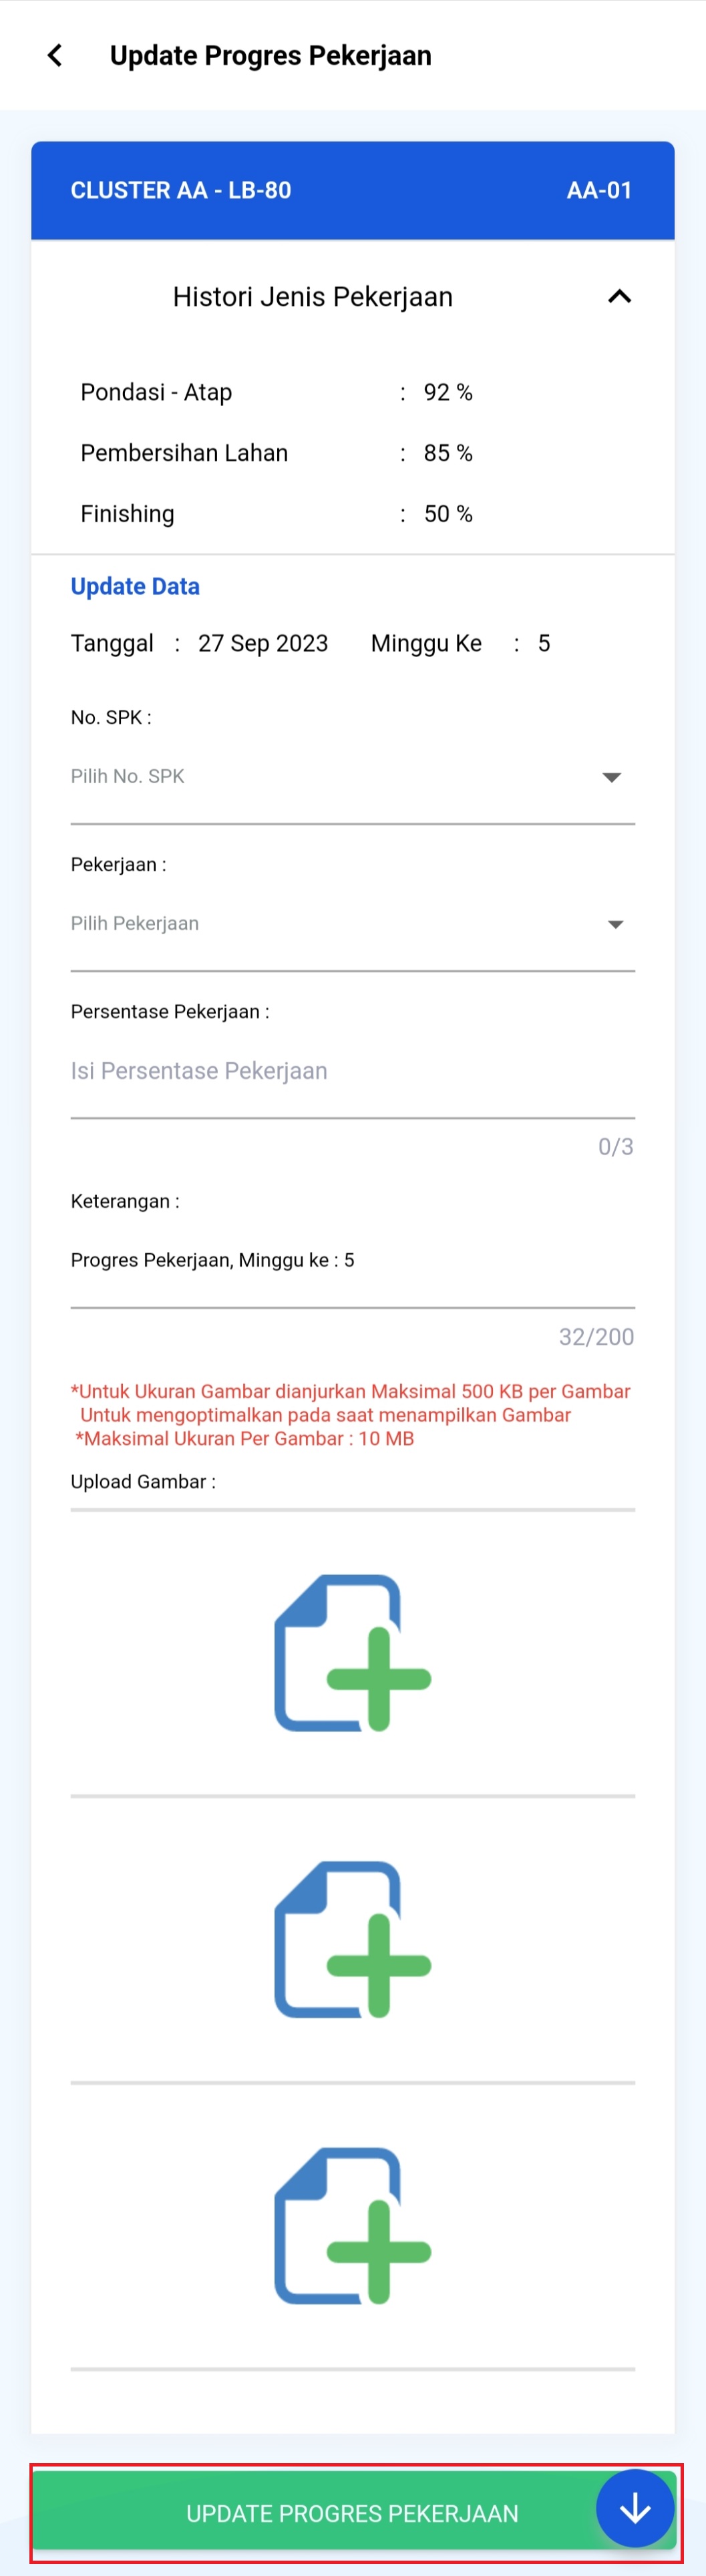 Update Progres Pekerjaan
CLUSTER AA - LB-80 AA-01
Histori Jenis Pekerjaan
Pondasi - Atap : 92 %
Pembersihan Lahan : 85 %
Finishing : 50 %
Update Data
Tanggal : 27 Sep 2023 Minggu Ke : 5
No. SPK :
Pilih No. SPK
Pekerjaan :
Pilih Pekerjaan
Persentase Pekerjaan :
Isi Persentase Pekerjaan
0/3
Keterangan :
Progres Pekerjaan, Minggu ke : 5
32/200
*Untuk Ukuran Gambar dianjurkan Maksimal 500 KB per Gambar
Untuk mengoptimalkan pada saat menampilkan Gambar
*Maksimal Ukuran Per Gambar : 10 MB
Upload Gambar :
UPDATE PROGRES PEKERJAAN